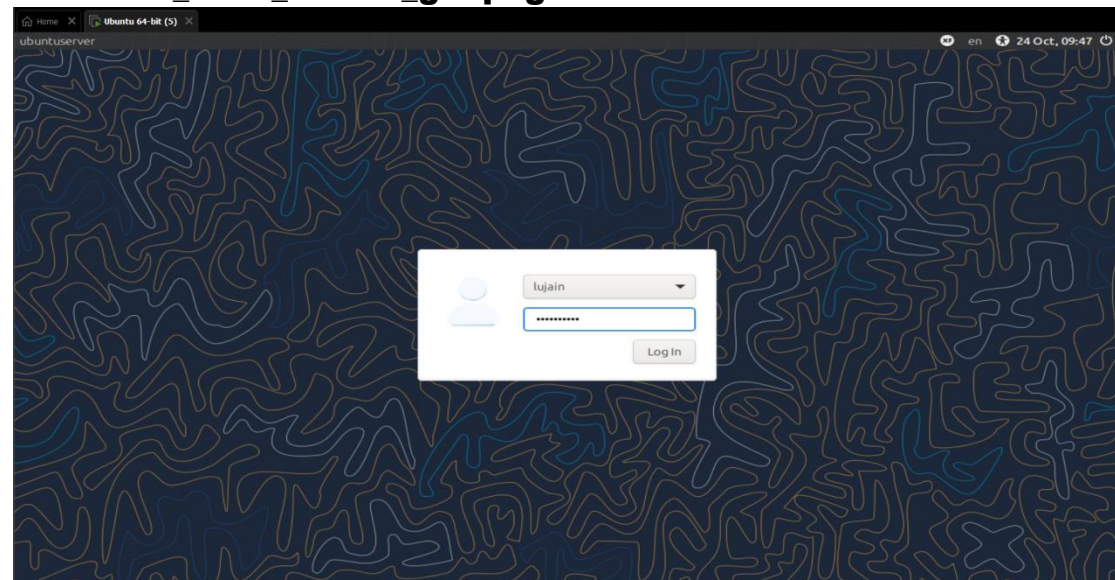 Home Ubuntu 64-bit (5)
ubuntuserver en 24 Oct, 09:47
lujain
••••••••••
Log In